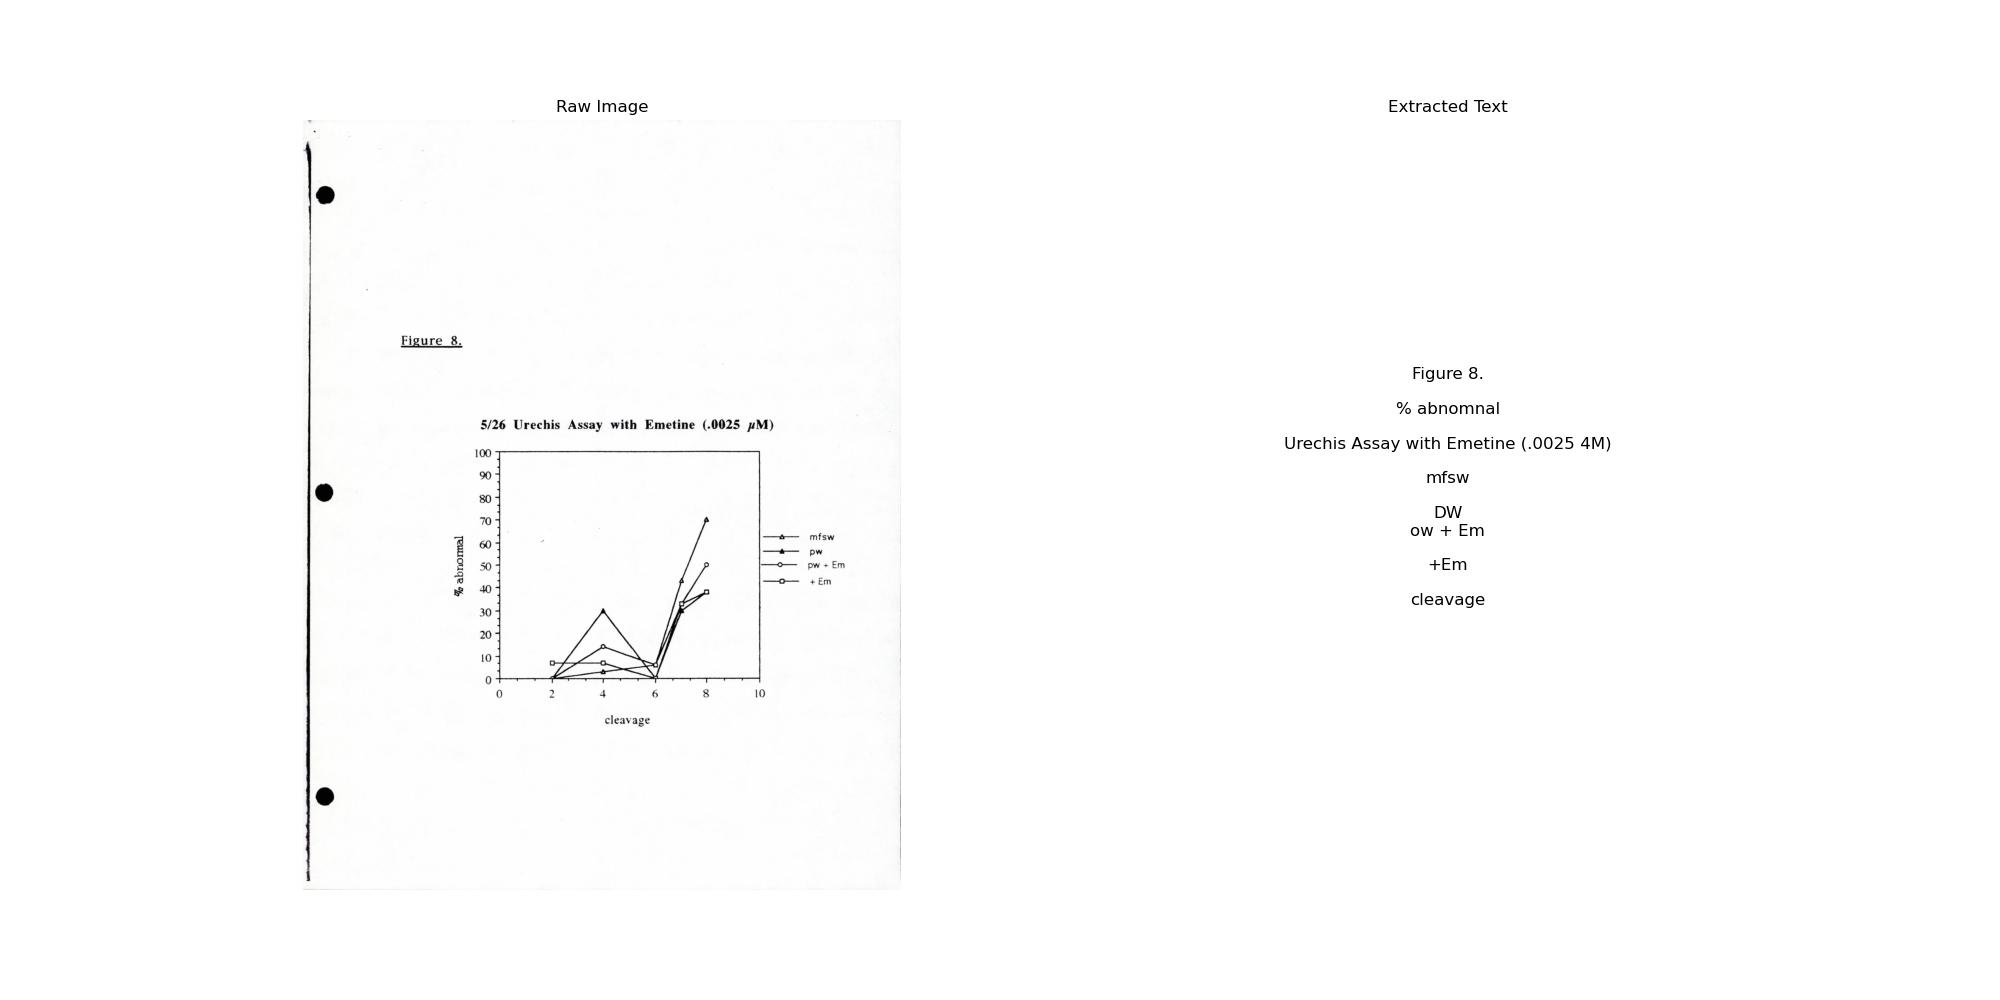 Raw Image
Extracted Text
Figure 8.
5/26 Urechis Assay with Emetine (.0025 µM)
100
90
80
70
60
50
40
30
20
10
0
% abnormal
0 2 4 6 8 10
cleavage
mfsw
pw
pw + Em
+ Em
Figure 8.
% abnomnal
Urechis Assay with Emetine (.0025 4M)
mfsw
DW
ow + Em
+Em
cleavage